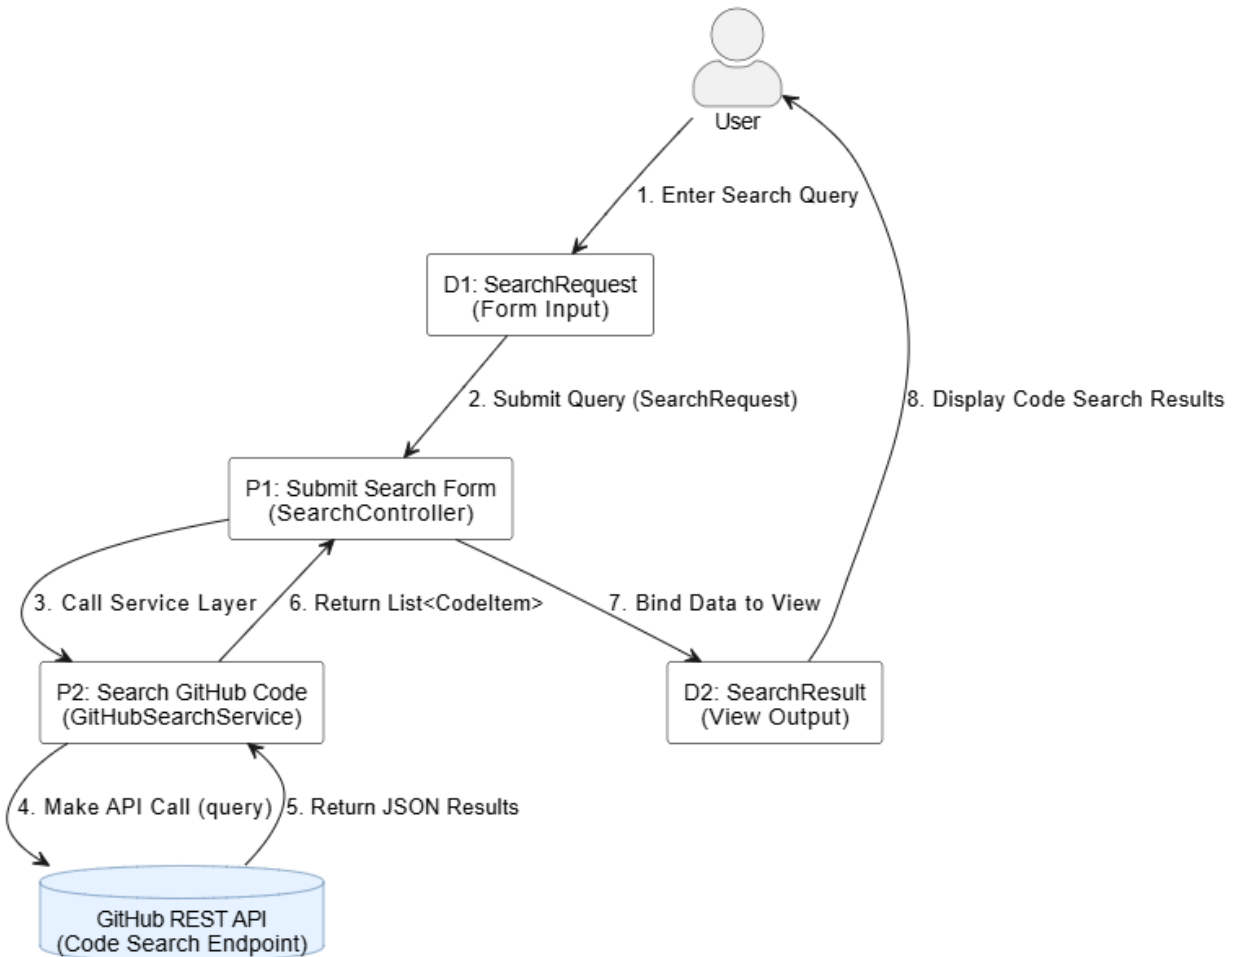 User
1. Enter Search Query
D1: SearchRequest
(Form Input)
2. Submit Query (SearchRequest)
8. Display Code Search Results
P1: Submit Search Form
(SearchController)
3. Call Service Layer
6. Return List<CodeItem>
7. Bind Data to View
P2: Search GitHub Code
(GitHubSearchService)
D2: SearchResult
(View Output)
4. Make API Call (query)
5. Return JSON Results
GitHub REST API
(Code Search Endpoint)